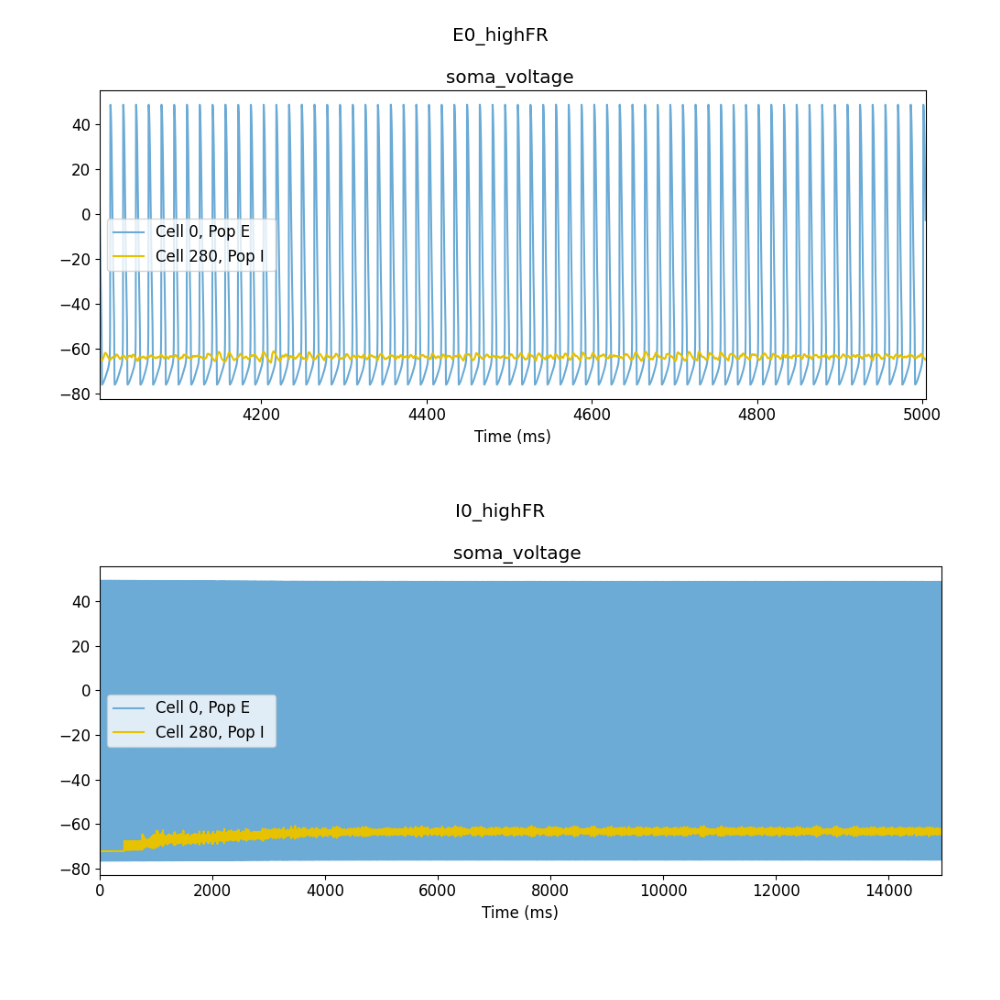 E0_highFR
soma_voltage
40
20
0
−20
−40
−60
−80
Cell 0, Pop E
Cell 280, Pop I
4200 4400 4600 4800 5000
Time (ms)
I0_highFR
soma_voltage
40
20
0
−20
−40
−60
−80
Cell 0, Pop E
Cell 280, Pop I
0 2000 4000 6000 8000 10000 12000 14000
Time (ms)